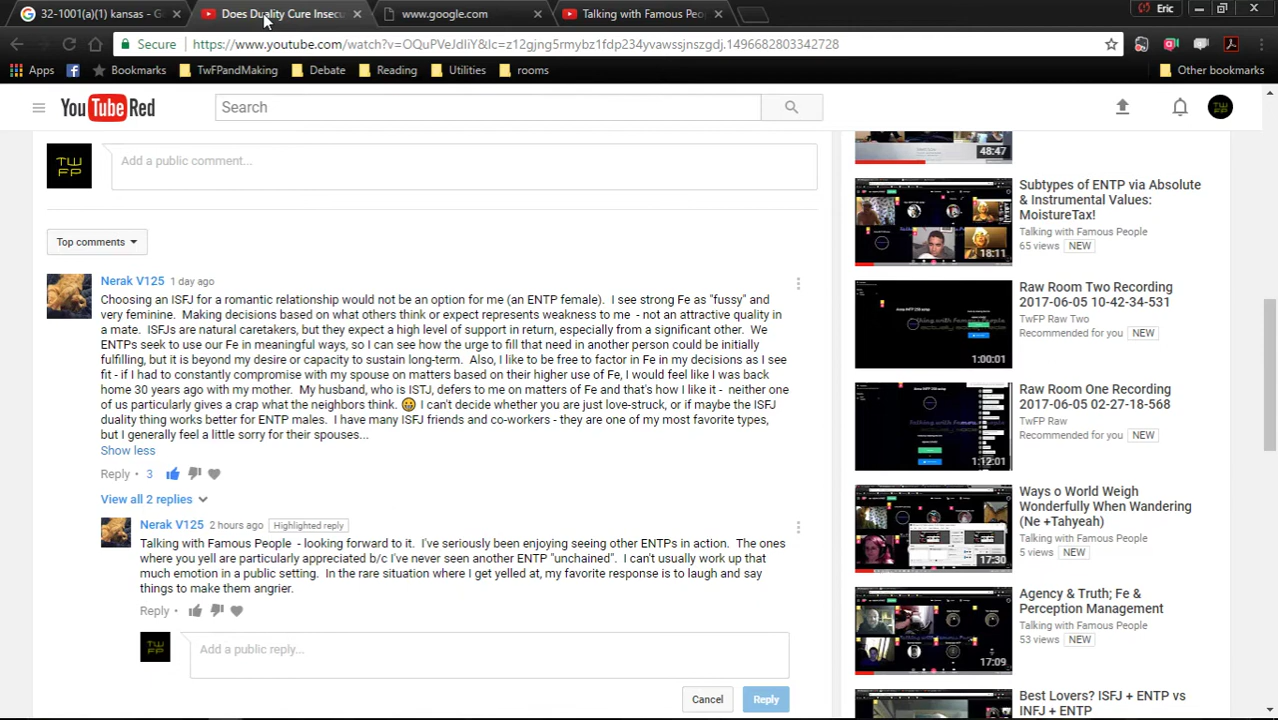 32-1001(a)(1) kansas - G
Does Duality Cure Insecu
www.google.com
Talking with Famous Peo
Eric
Secure
https://www.youtube.com/watch?v=OQuPVeJdIiY&lc=z12gjng5rmybz1fdp234yvawssjnszgdj.1496682803342728
Apps
Bookmarks
TwFPandMaking
Debate
Reading
Utilities
rooms
Other bookmarks
YouTube Red
Search
TWFP
Add a public comment...
Top comments
Nerak V125 1 day ago
Choosing an ISFJ for a romantic relationship would not be an option for me (an ENTP female). I see strong Fe as "fussy" and
very feminine. Making decisions based on what others think or expect represents weakness to me - not an attractive quality in
a mate. ISFJs are natural caretakers, but they expect a high level of support in return, especially from those close to them. We
ENTPs seek to use our Fe in meaningful ways, so I can see how the urge to fill that need in another person could be initially
fulfilling, but it is beyond my desire or capacity to sustain long-term. Also, I like to be free to factor in Fe in my decisions as I see
fit - if I had to constantly compromise with my spouse on matters based on their higher use of Fe, I would feel like I was back
home 30 years ago with my mother. My husband, who is ISTJ, defers to me on matters of Fe and that's how I like it - neither one
of us particularly gives a crap what the neighbors think. 😀 I can't decide whether you are just love-struck, or if maybe the ISFJ
duality thing works better for ENTP males. I have many ISFJ friends and co-workers - they are one of my most favorite types,
but I generally feel a little sorry for their spouses...
Show less
Reply • 3
View all 2 replies
Nerak V125 2 hours ago Highlighted reply
Talking with Famous People, - looking forward to it. I've seriously been enjoying seeing other ENTPs in action. The ones
where you yell are particularly appreciated b/c I've never seen another ENTP "unchained". I can't usually work up that
much emotion in a public setting. In the rare situation where I get yelled at, my favorite response is to laugh and say
things to make them angrier.
Reply •
Add a public reply...
Cancel
Reply
48:47
Subtypes of ENTP via Absolute
& Instrumental Values:
MoistureTax!
Talking with Famous People
65 views NEW
18:11
Raw Room Two Recording
2017-06-05 10-42-34-531
TwFP Raw Two
Recommended for you NEW
1:00:01
Raw Room One Recording
2017-06-05 02-27-18-568
TwFP Raw
Recommended for you NEW
1:12:01
Ways o World Weigh
Wonderfully When Wandering
(Ne +Tahyeah)
Talking with Famous People
5 views NEW
17:30
Agency & Truth; Fe &
Perception Management
Talking with Famous People
53 views NEW
17:09
Best Lovers? ISFJ + ENTP vs
INFJ + ENTP